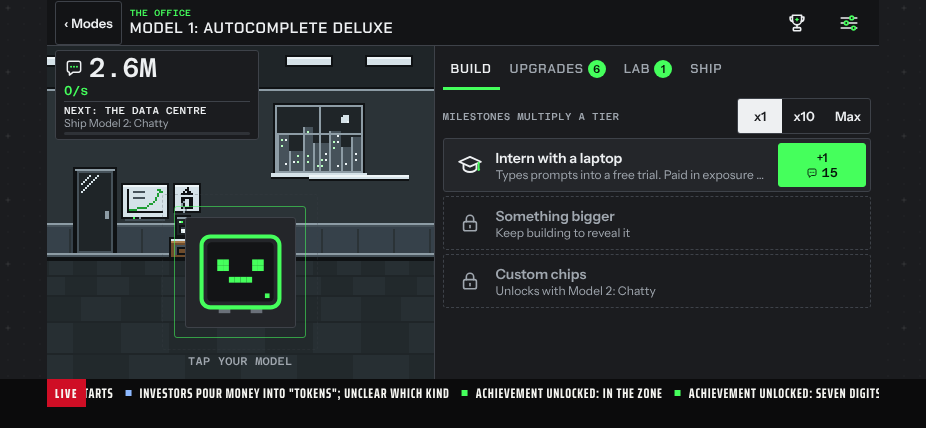 ‹ Modes
THE OFFICE
MODEL 1: AUTOCOMPLETE DELUXE
2.6M
0/s
NEXT: THE DATA CENTRE
Ship Model 2: Chatty
TAP YOUR MODEL
BUILD
UPGRADES 6
LAB 1
SHIP
MILESTONES MULTIPLY A TIER
x1
x10
Max
Intern with a laptop
Types prompts into a free trial. Paid in exposure ...
+1
15
Something bigger
Keep building to reveal it
Custom chips
Unlocks with Model 2: Chatty
LIVE
TARTS ■ INVESTORS POUR MONEY INTO "TOKENS"; UNCLEAR WHICH KIND ■ ACHIEVEMENT UNLOCKED: IN THE ZONE ■ ACHIEVEMENT UNLOCKED: SEVEN DIGITS